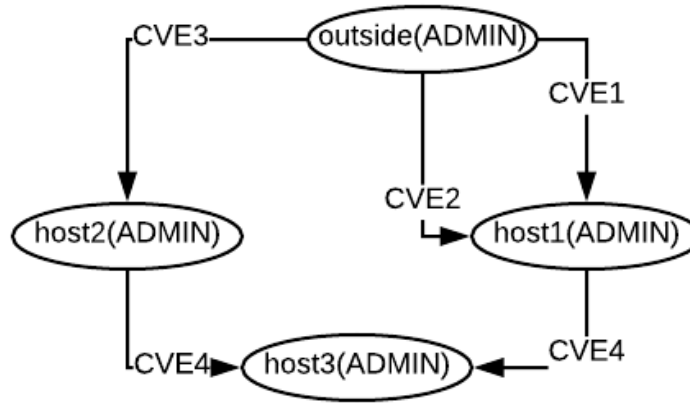 CVE3
outside(ADMIN)
CVE1
CVE2
host2(ADMIN)
host1(ADMIN)
CVE4
host3(ADMIN)
CVE4